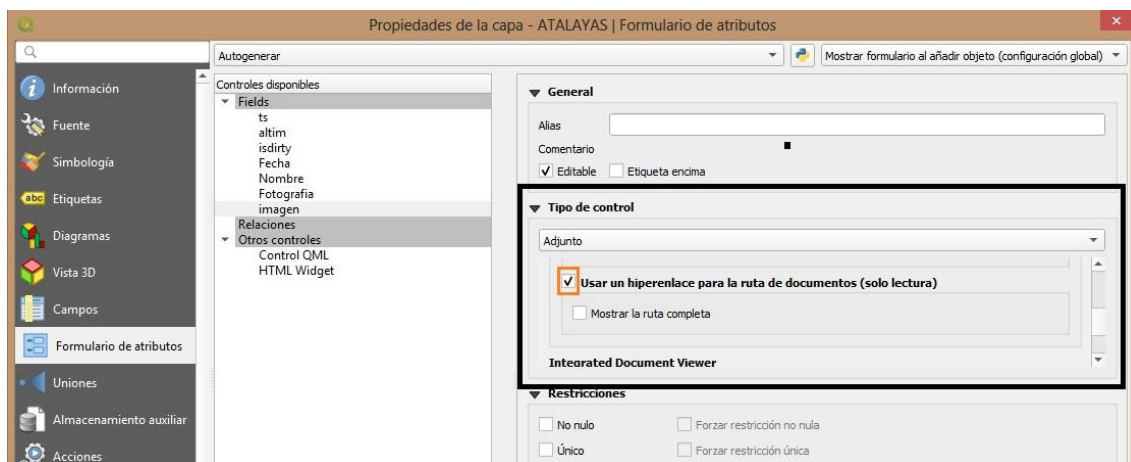 Propiedades de la capa - ATALAYAS | Formulario de atributos
Autogenerar
Mostrar formulario al añadir objeto (configuración global)
Información
Fuente
Simbología
abc Etiquetas
Diagramas
Vista 3D
Campos
Formulario de atributos
Uniones
Almacenamiento auxiliar
Acciones
Controles disponibles
Fields
ts
altim
isdirty
Fecha
Nombre
Fotografia
imagen
Relaciones
Otros controles
Control QML
HTML Widget
General
Alias
Comentario
Editable Etiqueta encima
Tipo de control
Adjunto
Usar un hiperenlace para la ruta de documentos (solo lectura)
Mostrar la ruta completa
Integrated Document Viewer
Restricciones
No nulo Forzar restricción no nula
Único Forzar restricción única